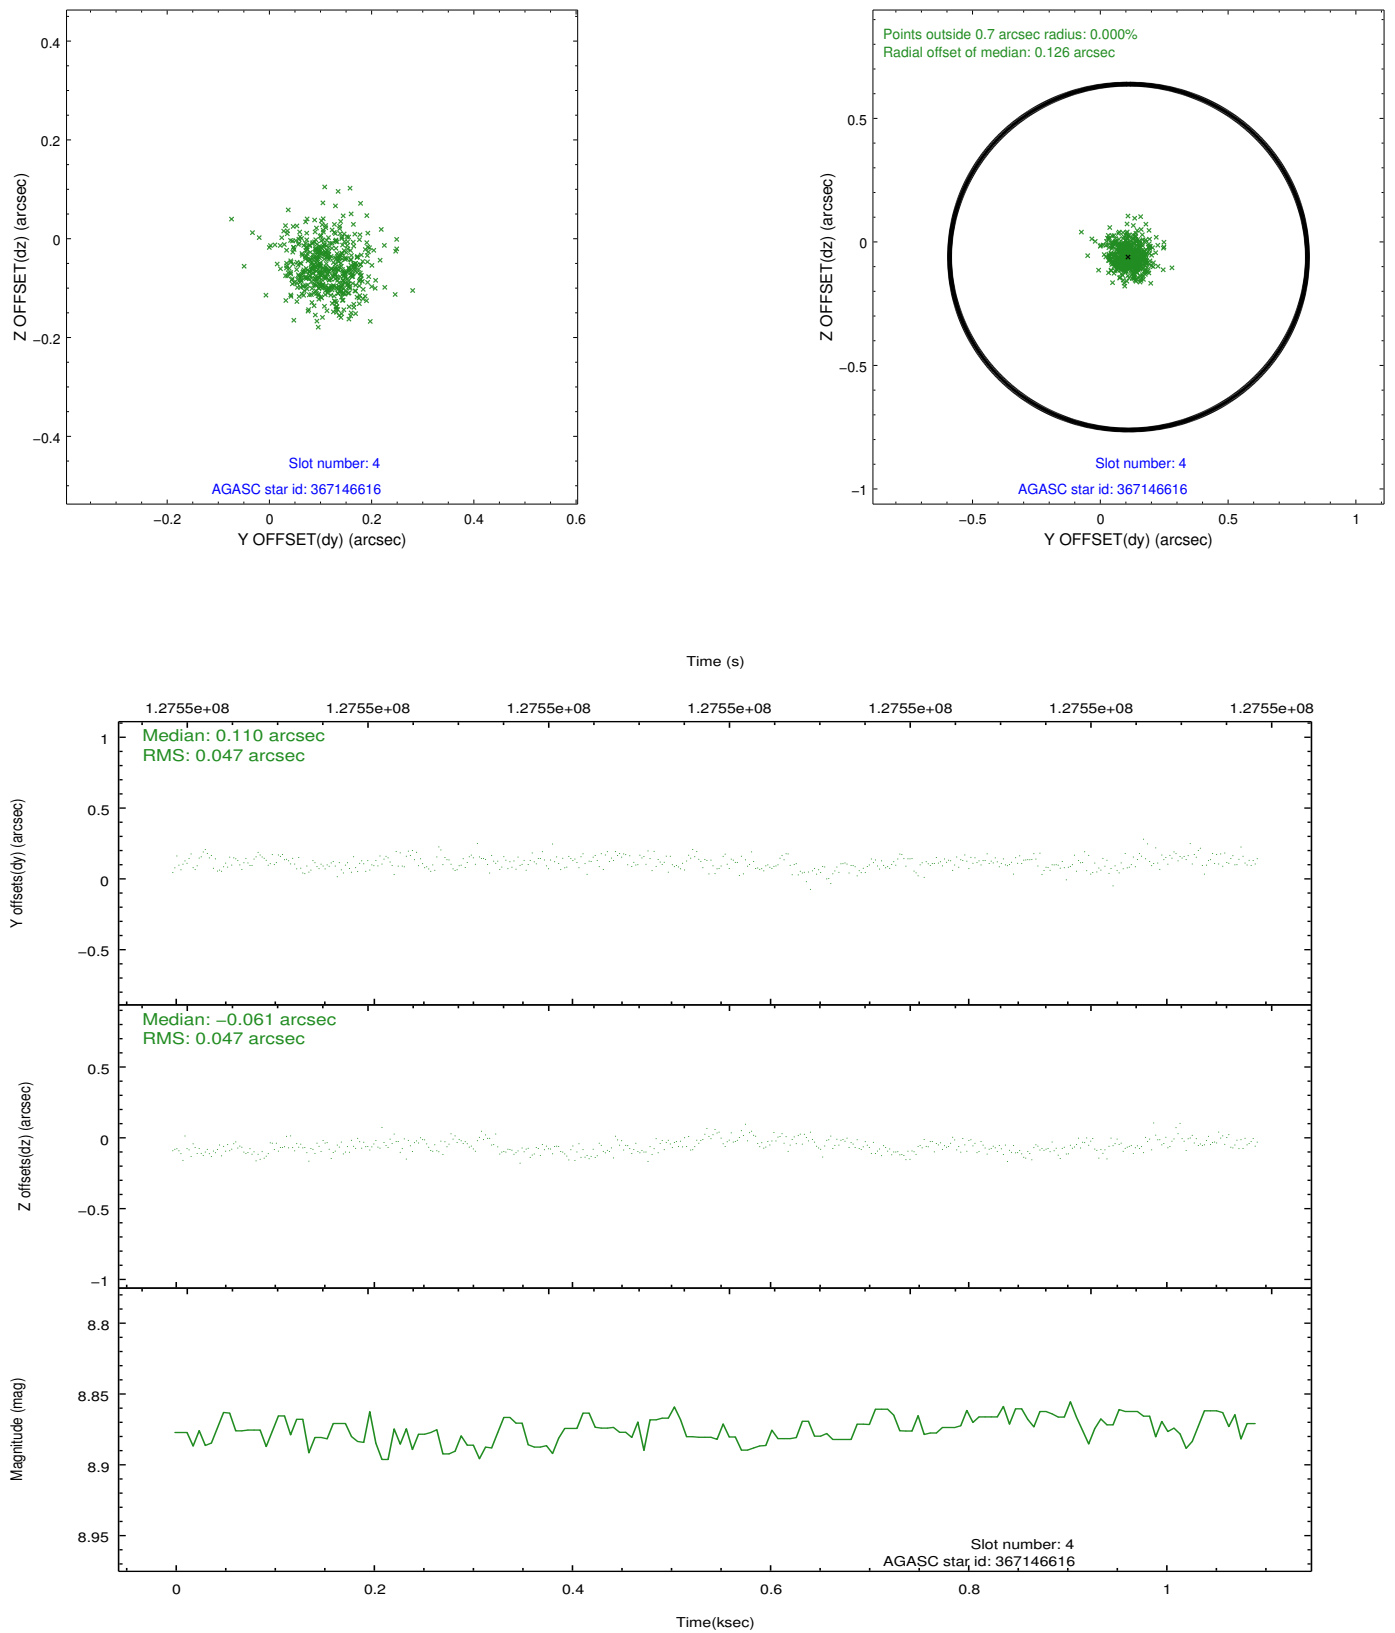 0.4
0.2
0
−0.2
−0.4
Z OFFSET(dz) (arcsec)
Slot number: 4
AGASC star id: 367146616
−0.2 0 0.2 0.4 0.6
Y OFFSET(dy) (arcsec)
Points outside 0.7 arcsec radius: 0.000%
Radial offset of median: 0.126 arcsec
0.5
0
−0.5
−1
Z OFFSET(dz) (arcsec)
Slot number: 4
AGASC star id: 367146616
−0.5 0 0.5 1
Y OFFSET(dy) (arcsec)
Time (s)
1.2755e+08 1.2755e+08 1.2755e+08 1.2755e+08 1.2755e+08 1.2755e+08 1.2755e+08
Median: 0.110 arcsec
RMS: 0.047 arcsec
1
0.5
0
−0.5
Y offsets(dy) (arcsec)
Median: −0.061 arcsec
RMS: 0.047 arcsec
0.5
0
−0.5
−1
Z offsets(dz) (arcsec)
8.8
8.85
8.9
8.95
Magnitude (mag)
Slot number: 4
AGASC star id: 367146616
0 0.2 0.4 0.6 0.8 1
Time(ksec)